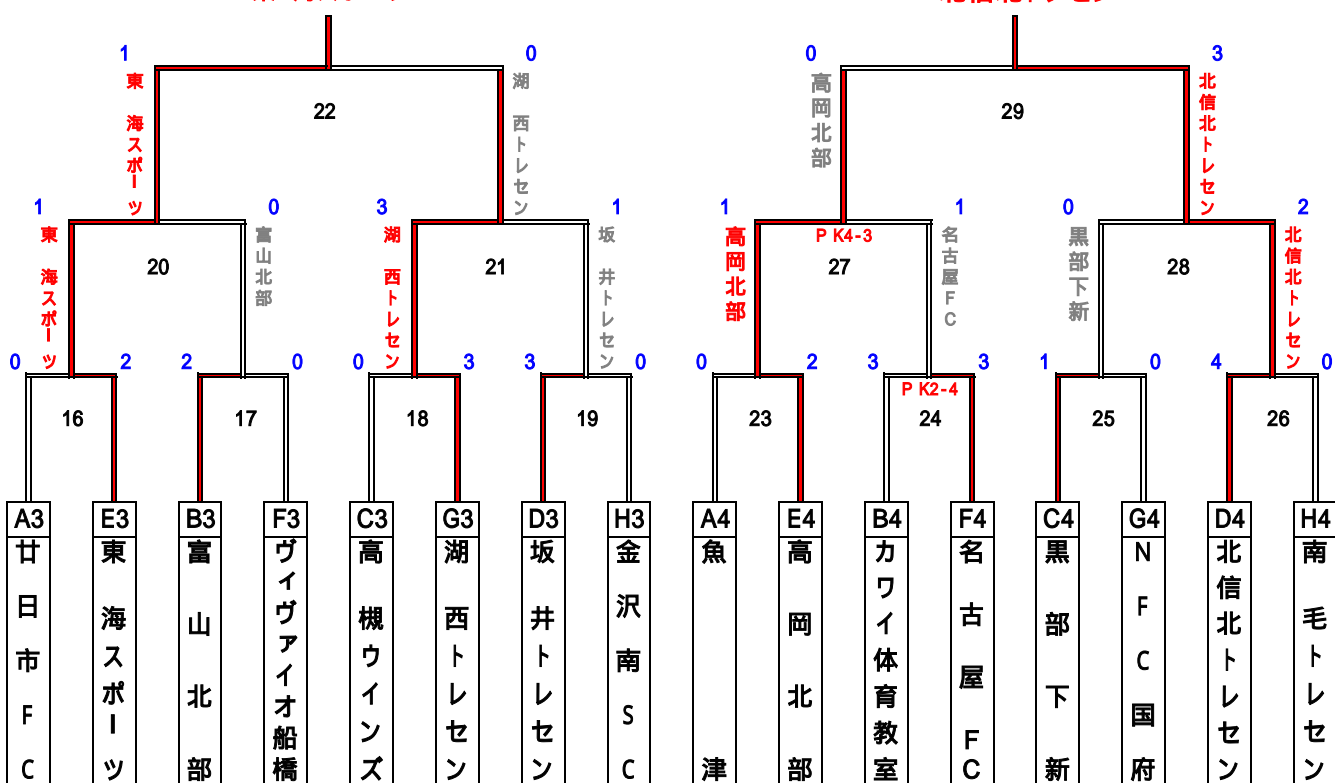 1
0
0
3
東海スポーツ
湖西トレセン
高岡北部
北信北トレセン
22
29
1
0
3
1
1
1
0
2
東海スポーツ
富山北部
湖西トレセン
坂井トレセン
高岡北部
PK4-3
名古屋FC
黒部下新
北信北トレセン
20
21
27
28
0
2
2
0
0
3
3
0
0
2
3
3
1
0
4
0
PK2-4
16
17
18
19
23
24
25
26
A3
E3
B3
F3
C3
G3
D3
H3
A4
E4
B4
F4
C4
G4
D4
H4
廿日市FC
東海スポーツ
富山北部
ヴィヴァイオ船橋
高槻ウインズ
湖西トレセン
坂井トレセン
金沢南SC
魚津
高岡北部
カワイ体育教室
名古屋FC
黒部下新
NFC国府
北信北トレセン
南毛トレセン